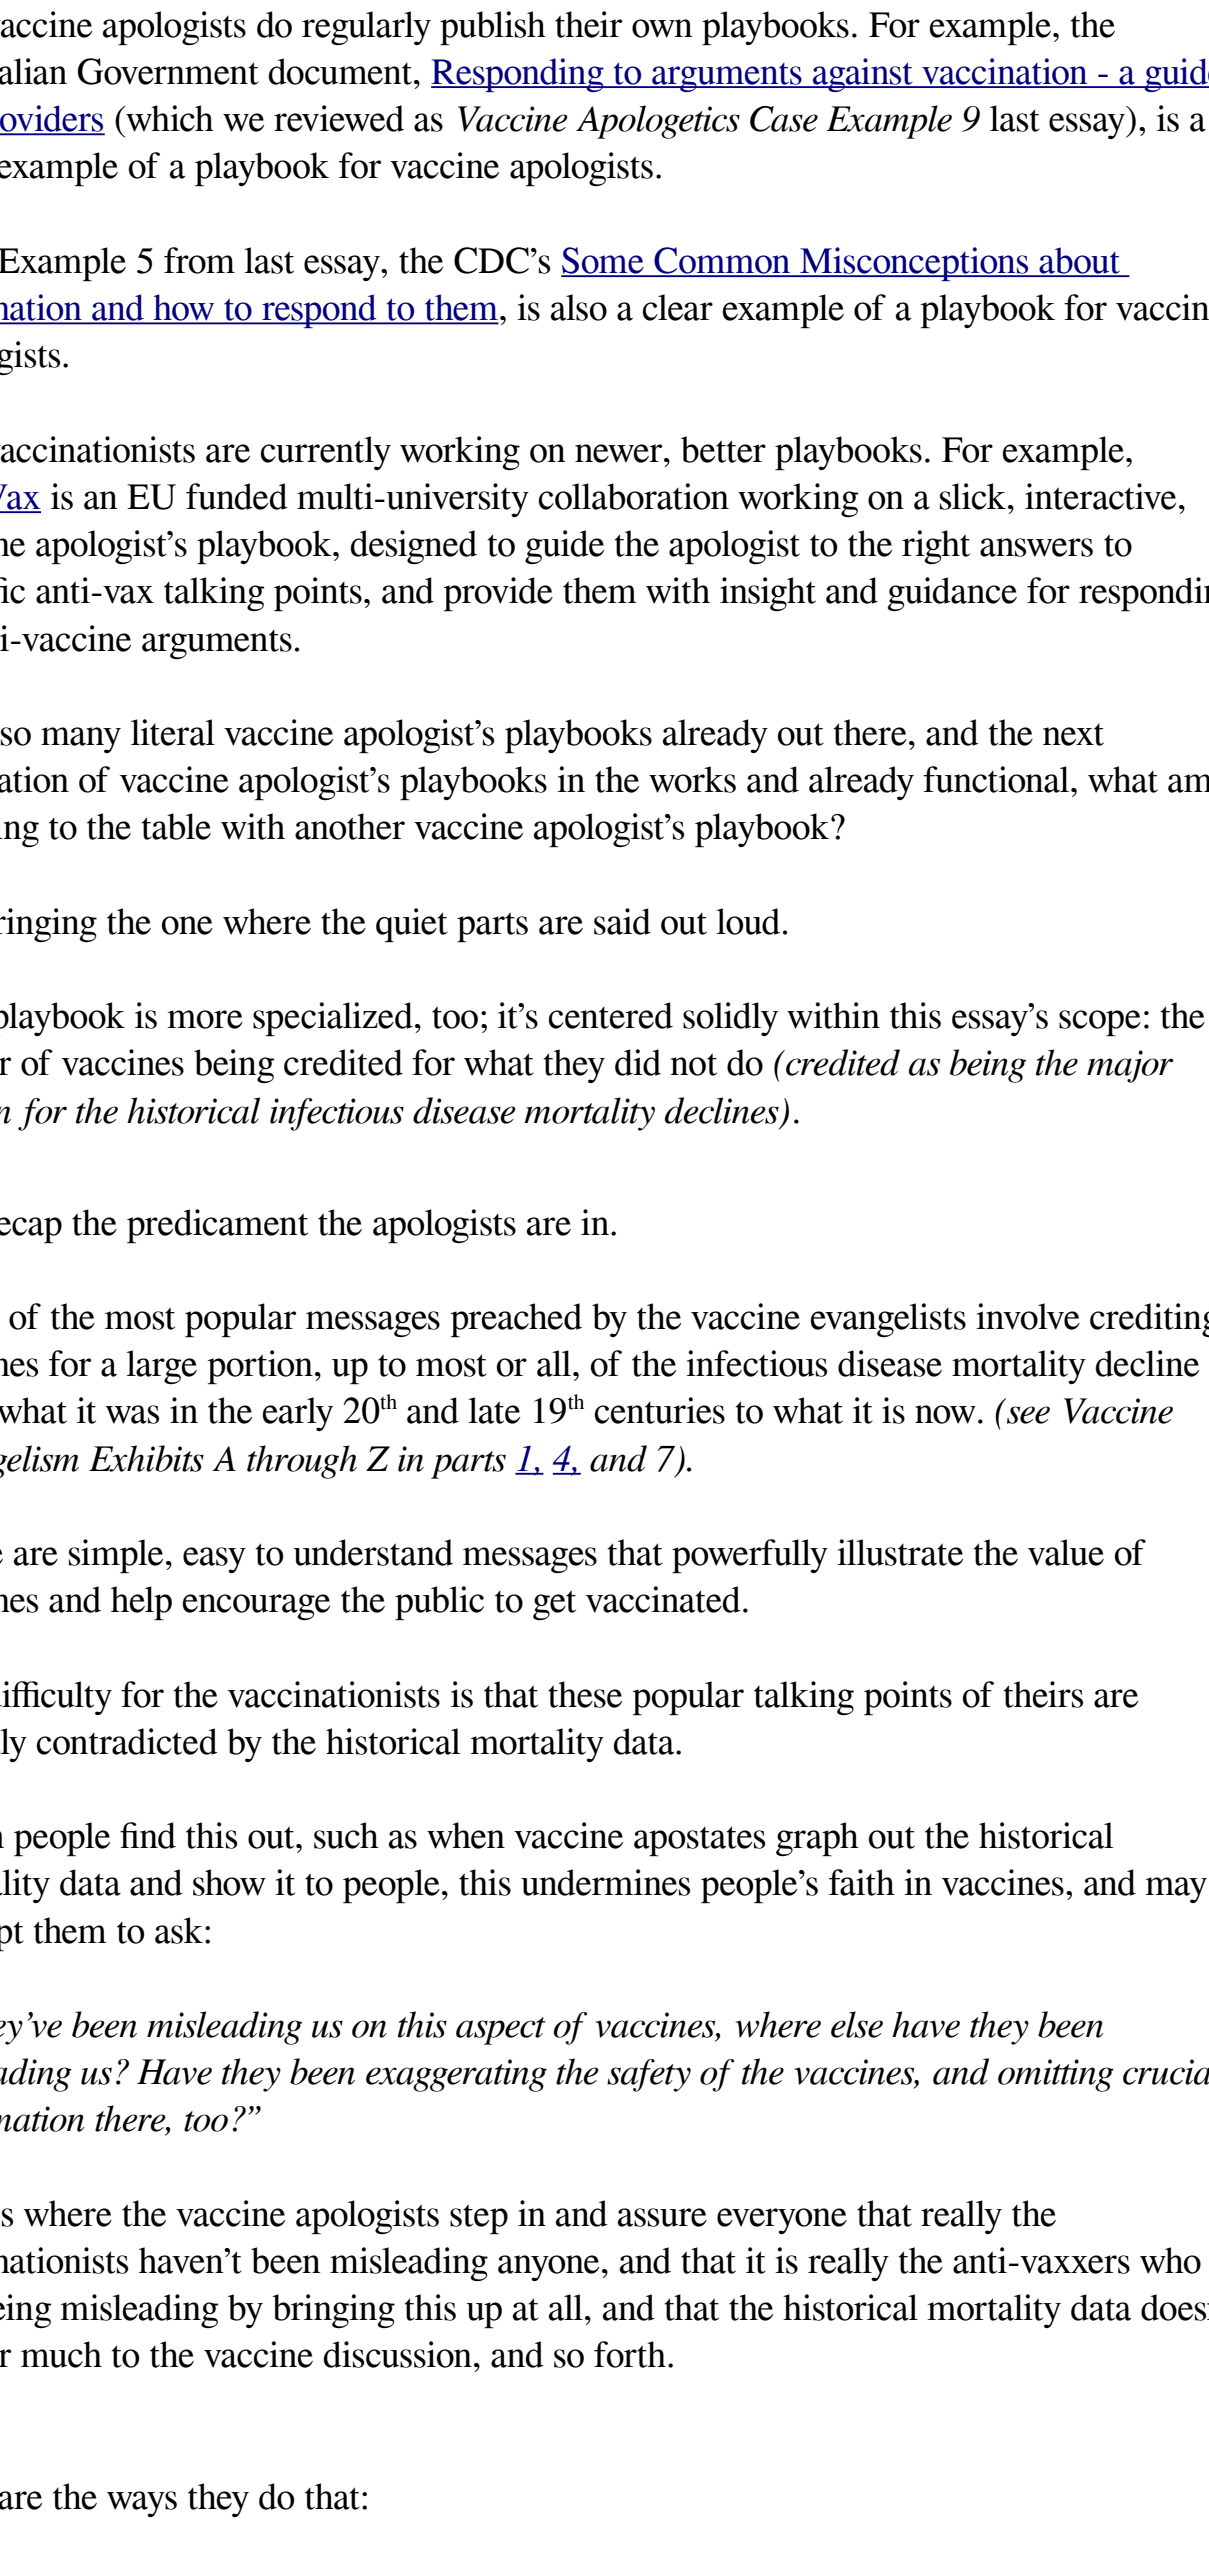 accine apologists do regularly publish their own playbooks. For example, the
alian Government document, Responding to arguments against vaccination - a guid
oviders (which we reviewed as Vaccine Apologetics Case Example 9 last essay), is a
example of a playbook for vaccine apologists.
Example 5 from last essay, the CDC’s Some Common Misconceptions about
nation and how to respond to them, is also a clear example of a playbook for vaccin
gists.
accinationists are currently working on newer, better playbooks. For example,
Vax is an EU funded multi-university collaboration working on a slick, interactive,
ne apologist’s playbook, designed to guide the apologist to the right answers to
fic anti-vax talking points, and provide them with insight and guidance for respondin
i-vaccine arguments.
so many literal vaccine apologist’s playbooks already out there, and the next
ation of vaccine apologist’s playbooks in the works and already functional, what am
ing to the table with another vaccine apologist’s playbook?
ringing the one where the quiet parts are said out loud.
playbook is more specialized, too; it’s centered solidly within this essay’s scope: the
r of vaccines being credited for what they did not do (credited as being the major
n for the historical infectious disease mortality declines).
ecap the predicament the apologists are in.
of the most popular messages preached by the vaccine evangelists involve crediting
nes for a large portion, up to most or all, of the infectious disease mortality decline
what it was in the early 20th and late 19th centuries to what it is now. (see Vaccine
gelism Exhibits A through Z in parts 1, 4, and 7).
e are simple, easy to understand messages that powerfully illustrate the value of
nes and help encourage the public to get vaccinated.
ifficulty for the vaccinationists is that these popular talking points of theirs are
ly contradicted by the historical mortality data.
n people find this out, such as when vaccine apostates graph out the historical
ality data and show it to people, this undermines people’s faith in vaccines, and may
pt them to ask:
ey’ve been misleading us on this aspect of vaccines, where else have they been
ading us? Have they been exaggerating the safety of the vaccines, and omitting crucia
nation there, too?”
s where the vaccine apologists step in and assure everyone that really the
nationists haven’t been misleading anyone, and that it is really the anti-vaxxers who
eing misleading by bringing this up at all, and that the historical mortality data does
r much to the vaccine discussion, and so forth.
are the ways they do that: